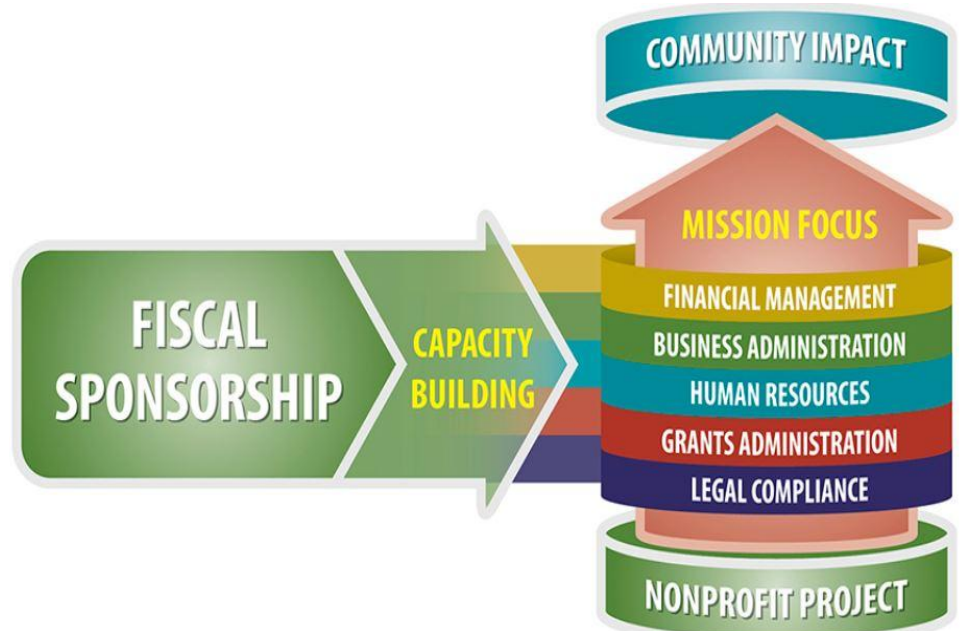 FISCAL
SPONSORSHIP
CAPACITY
BUILDING
COMMUNITY IMPACT
MISSION FOCUS
FINANCIAL MANAGEMENT
BUSINESS ADMINISTRATION
HUMAN RESOURCES
GRANTS ADMINISTRATION
LEGAL COMPLIANCE
NONPROFIT PROJECT